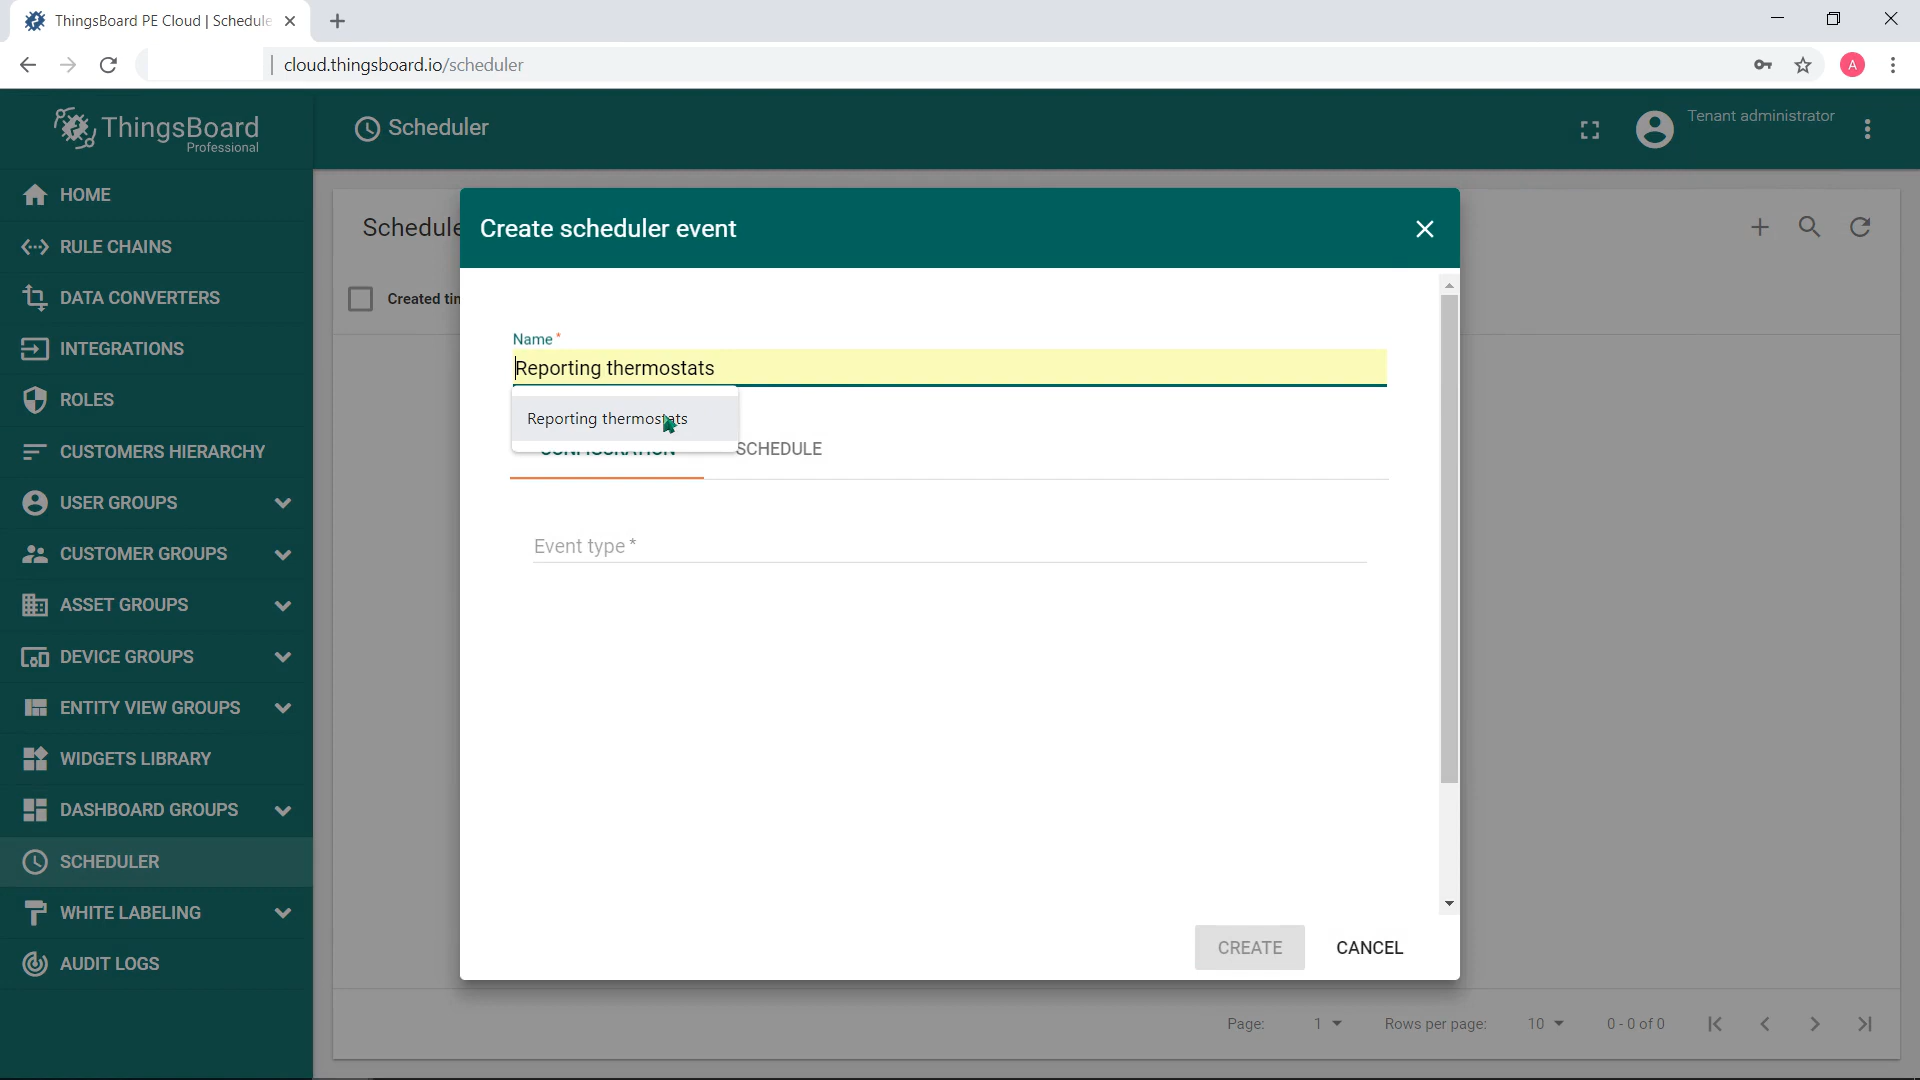 ThingsBoard PE Cloud | Schedule
cloud.thingsboard.io/scheduler
A
ThingsBoard
Professional
Scheduler
Tenant administrator
HOME
RULE CHAINS
DATA CONVERTERS
INTEGRATIONS
ROLES
CUSTOMERS HIERARCHY
USER GROUPS
CUSTOMER GROUPS
ASSET GROUPS
DEVICE GROUPS
ENTITY VIEW GROUPS
WIDGETS LIBRARY
DASHBOARD GROUPS
SCHEDULER
WHITE LABELING
AUDIT LOGS
Schedule
Created tim
Create scheduler event
Name *
Reporting thermostats
Reporting thermostats
CONFIGURATION SCHEDULE
Event type *
CREATE CANCEL
Page: 1 Rows per page: 10 0 - 0 of 0